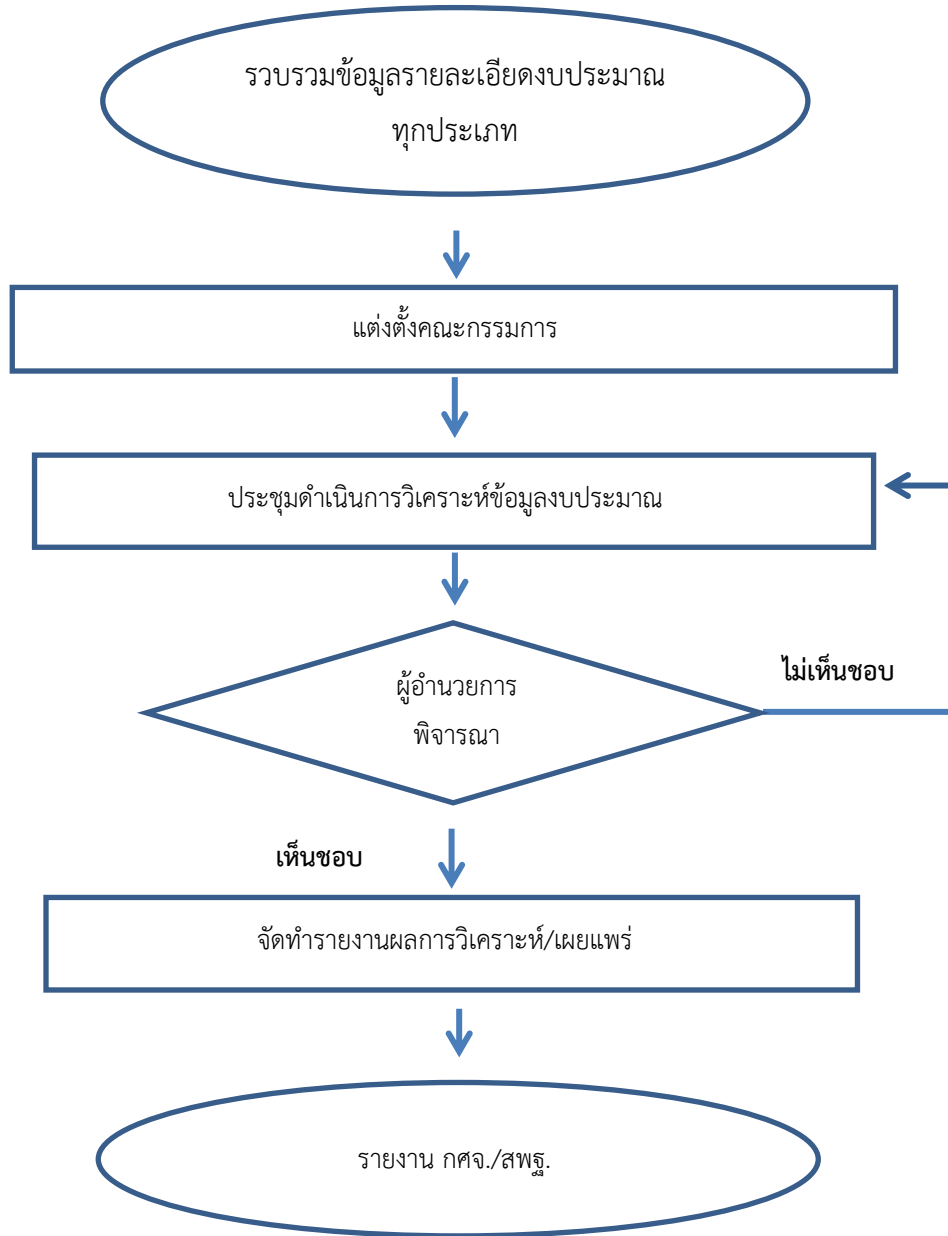 รวบรวมข้อมูลรายละเอียดงบประมาณ
ทุกประเภท
แต่งตั้งคณะกรรมการ
ประชุมดำเนินการวิเคราะห์ข้อมูลงบประมาณ
ผู้อำนวยการ
พิจารณา
ไม่เห็นชอบ
เห็นชอบ
จัดทำรายงานผลการวิเคราะห์/เผยแพร่
รายงาน กศจ./สพฐ.